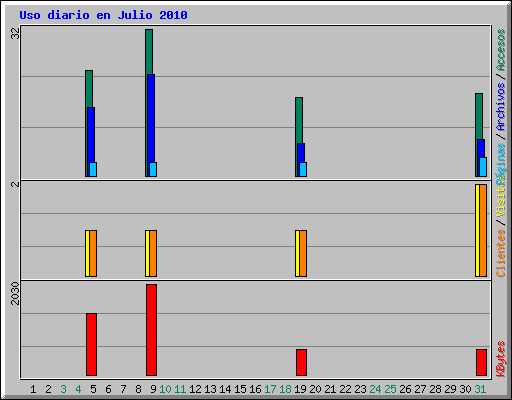 Uso diario en Julio 2010
32
2
2030
Accesos / Archivos / Páginas
Clientes / Visitas
KBytes
1 2 3 4 5 6 7 8 9 10 11 12 13 14 15 16 17 18 19 20 21 22 23 24 25 26 27 28 29 30 31